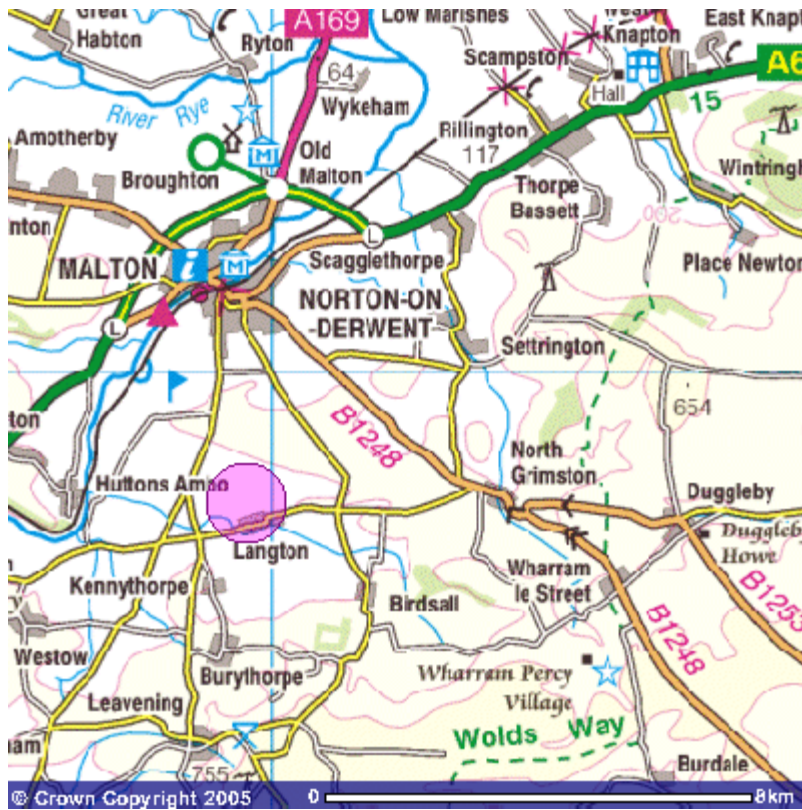 Great
Habton
Ryton
A169
Low Marishes
Knapton
East Knap
Scampston
A6
Hall
15
64
Wykeham
River Rye
Amotherby
Old
Malton
Rillington
117
Broughton
Thorpe
Bassett
Wintringh
200
nton
L
MALTON
i
M
M
Scagglethorpe
Place Newton
NORTON-ON
-DERWENT
L
Settrington
ton
B1248
654
North
Grimston
Huttons Ambo
Duggleby
Langton
Duggleby
Howe
Kennythorpe
Wharram
le Street
Birdsall
B1253
B1248
Westow
Burythorpe
Wharram Percy
Village
Leavening
Wolds Way
ham
755
Burdale
© Crown Copyright 2005
0
8km